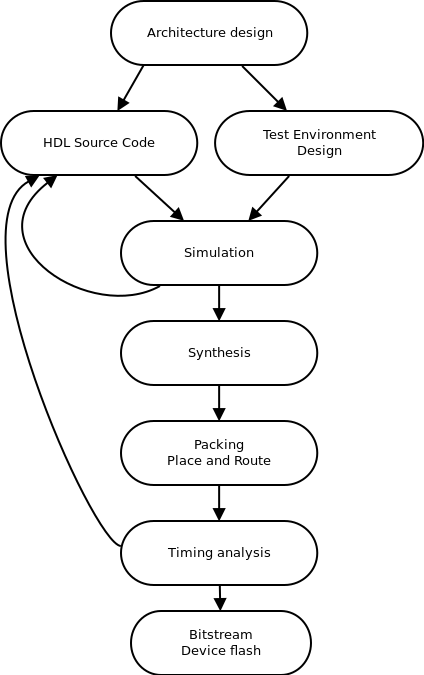 Architecture design
HDL Source Code
Test Environment
Design
Simulation
Synthesis
Packing
Place and Route
Timing analysis
Bitstream
Device flash